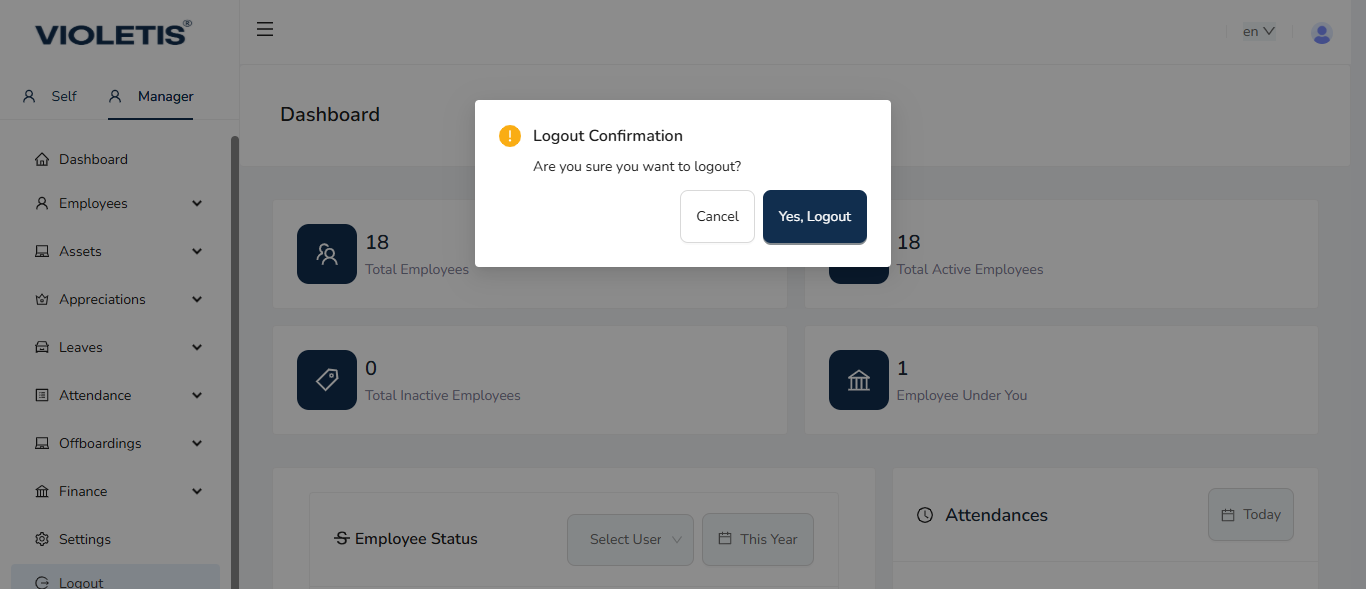 VIOLETIS®
en
Self
Manager
Dashboard
Employees
Assets
Appreciations
Leaves
Attendance
Offboardings
Finance
Settings
Logout
Dashboard
Logout Confirmation
Are you sure you want to logout?
Cancel
Yes, Logout
18
Total Employees
18
Total Active Employees
0
Total Inactive Employees
1
Employee Under You
Employee Status
Select User
This Year
Attendances
Today